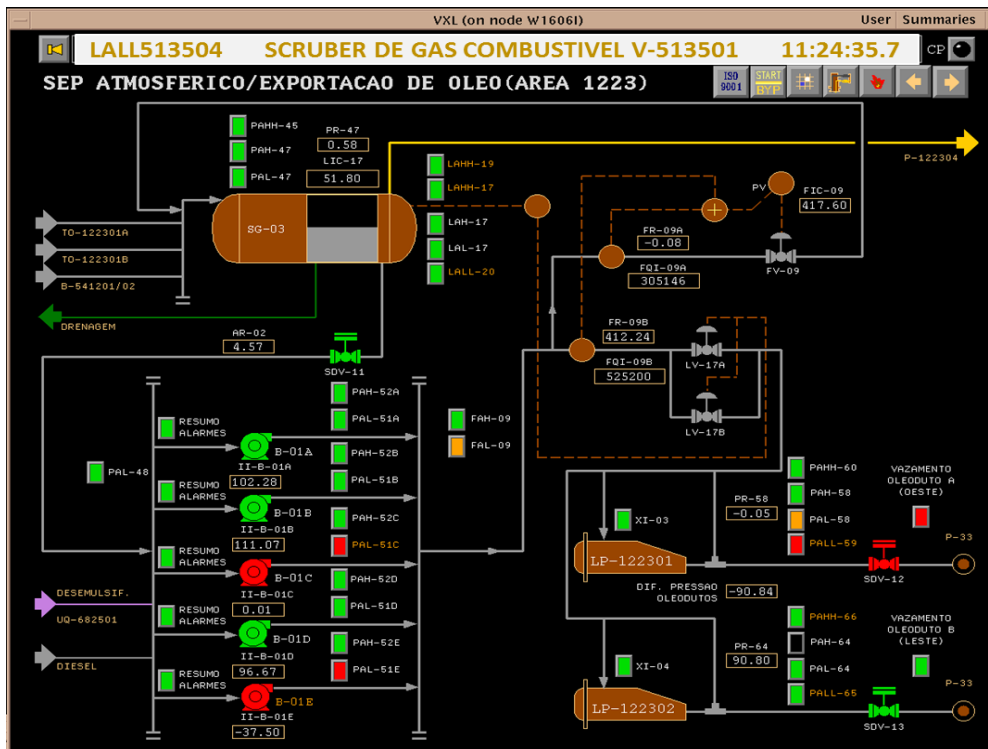 VXL (on node W1606I)
User Summaries
LALL513504 SCRUBER DE GAS COMBUSTIVEL V-513501 11:24:35.7
CP
SEP ATMOSFERICO/EXPORTACAO DE OLEO(AREA 1223)
ISO 9001
START BYP
PAHH-45
PAH-47
PAL-47
PR-47
0.58
LIC-17
51.80
LAHH-19
LAHH-17
LAH-17
LAL-17
LALL-20
P-122304
SG-03
TO-122301A
TO-122301B
B-541201/02
DRENAGEM
PV
FIC-09
417.60
FV-09
FR-09A
-0.08
FQI-09A
305146
FR-09B
412.24
FQI-09B
525200
LV-17A
LV-17B
AR-02
4.57
SDV-11
PAL-48
RESUMO
ALARMES
B-01A
II-B-01A
102.28
RESUMO
ALARMES
B-01B
II-B-01B
111.07
RESUMO
ALARMES
B-01C
II-B-01C
0.01
RESUMO
ALARMES
B-01D
II-B-01D
96.67
RESUMO
ALARMES
B-01E
II-B-01E
-37.50
PAH-52A
PAL-51A
PAH-52B
PAL-51B
PAH-52C
PAL-51C
PAH-52D
PAL-51D
PAH-52E
PAL-51E
FAH-09
FAL-09
DESEMULSIF.
UQ-682501
DIESEL
XI-03
LP-122301
PR-58
-0.05
PAHH-60
PAH-58
PAL-58
PALL-59
VAZAMENTO
OLEODUTO A
(OESTE)
P-33
SDV-12
DIF. PRESSAO
OLEODUTOS
-90.84
XI-04
LP-122302
PR-64
90.80
PAHH-66
PAH-64
PAL-64
PALL-65
VAZAMENTO
OLEODUTO B
(LESTE)
P-33
SDV-13